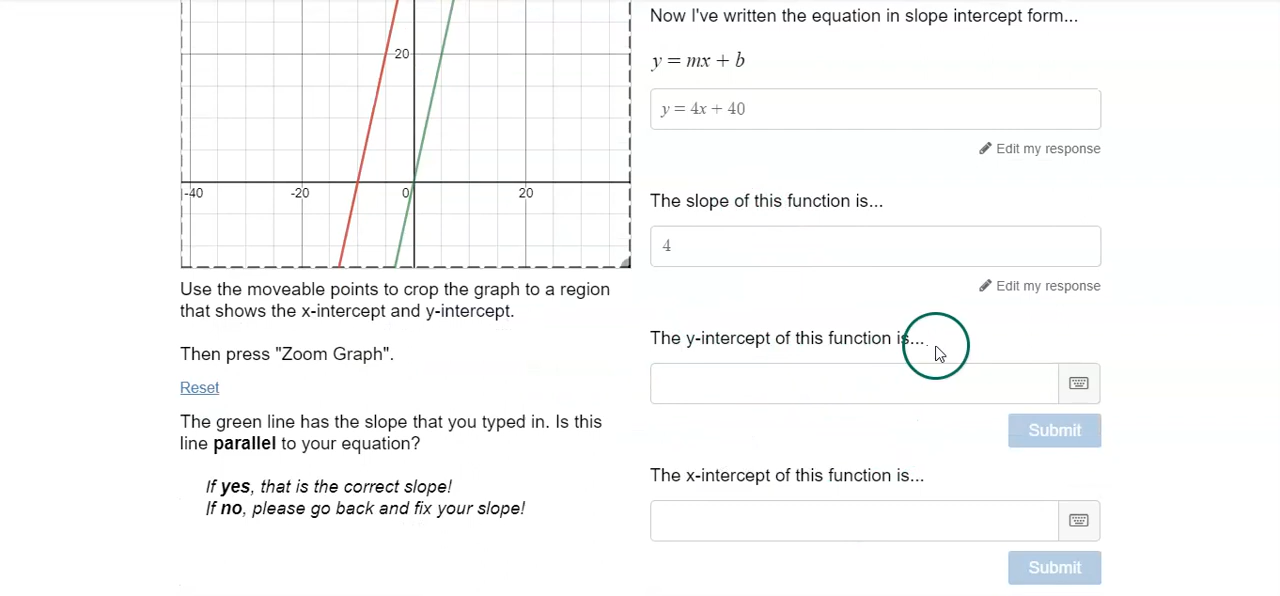 20
-40
-20
0
20
Use the moveable points to crop the graph to a region
that shows the x-intercept and y-intercept.
Then press "Zoom Graph".
Reset
The green line has the slope that you typed in. Is this
line parallel to your equation?
If yes, that is the correct slope!
If no, please go back and fix your slope!
Now I've written the equation in slope intercept form...
y = mx + b
y = 4x + 40
Edit my response
The slope of this function is...
4
Edit my response
The y-intercept of this function is...
Submit
The x-intercept of this function is...
Submit